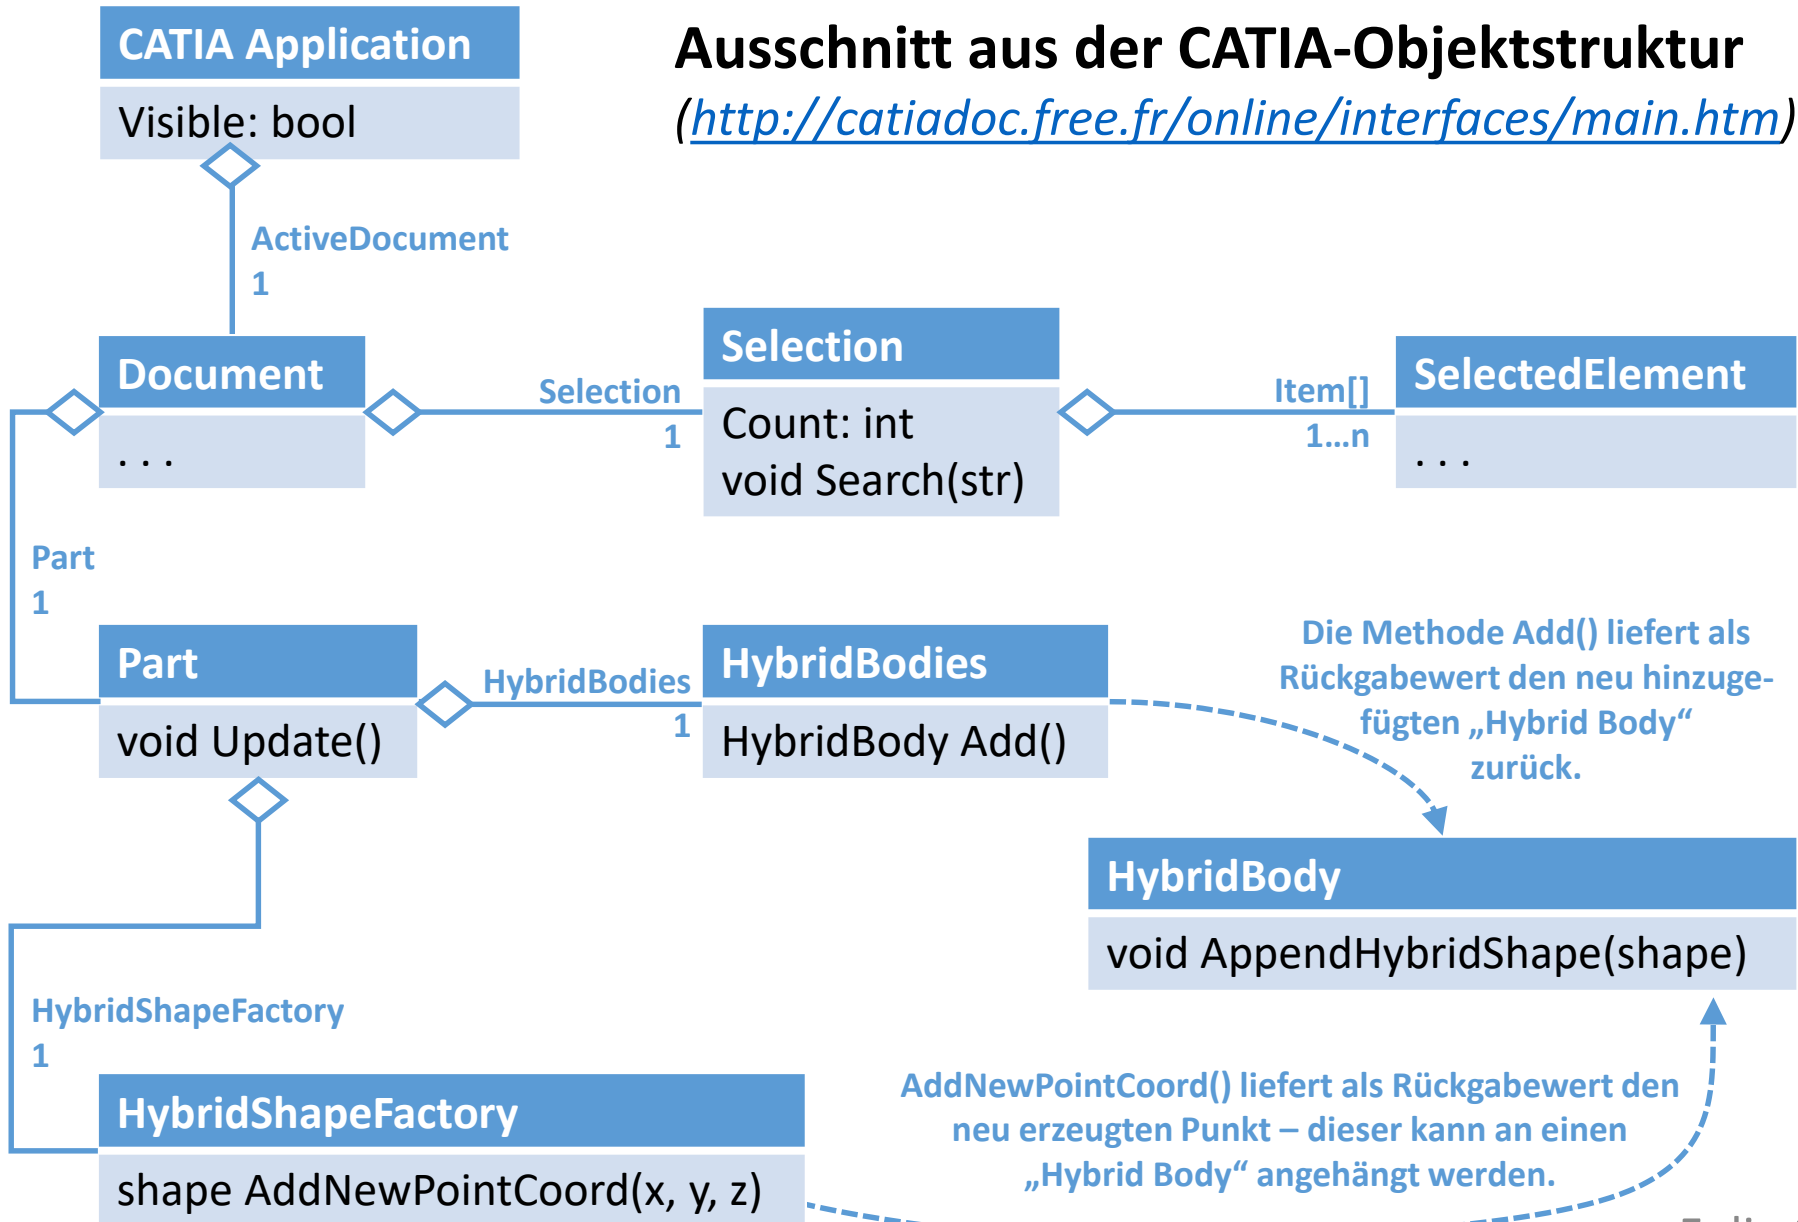 CATIA Application
Visible: bool
Ausschnitt aus der CATIA-Objektstruktur
(http://catiadoc.free.fr/online/interfaces/main.htm)
ActiveDocument
1
Document
. . .
Selection
1
Selection
Count: int
void Search(str)
Item[]
1...n
SelectedElement
. . .
Part
1
Part
void Update()
HybridBodies
1
HybridBodies
HybridBody Add()
Die Methode Add() liefert als
Rückgabewert den neu hinzuge-
fügten „Hybrid Body“
zurück.
HybridBody
void AppendHybridShape(shape)
HybridShapeFactory
1
HybridShapeFactory
shape AddNewPointCoord(x, y, z)
AddNewPointCoord() liefert als Rückgabewert den
neu erzeugten Punkt – dieser kann an einen
„Hybrid Body“ angehängt werden.